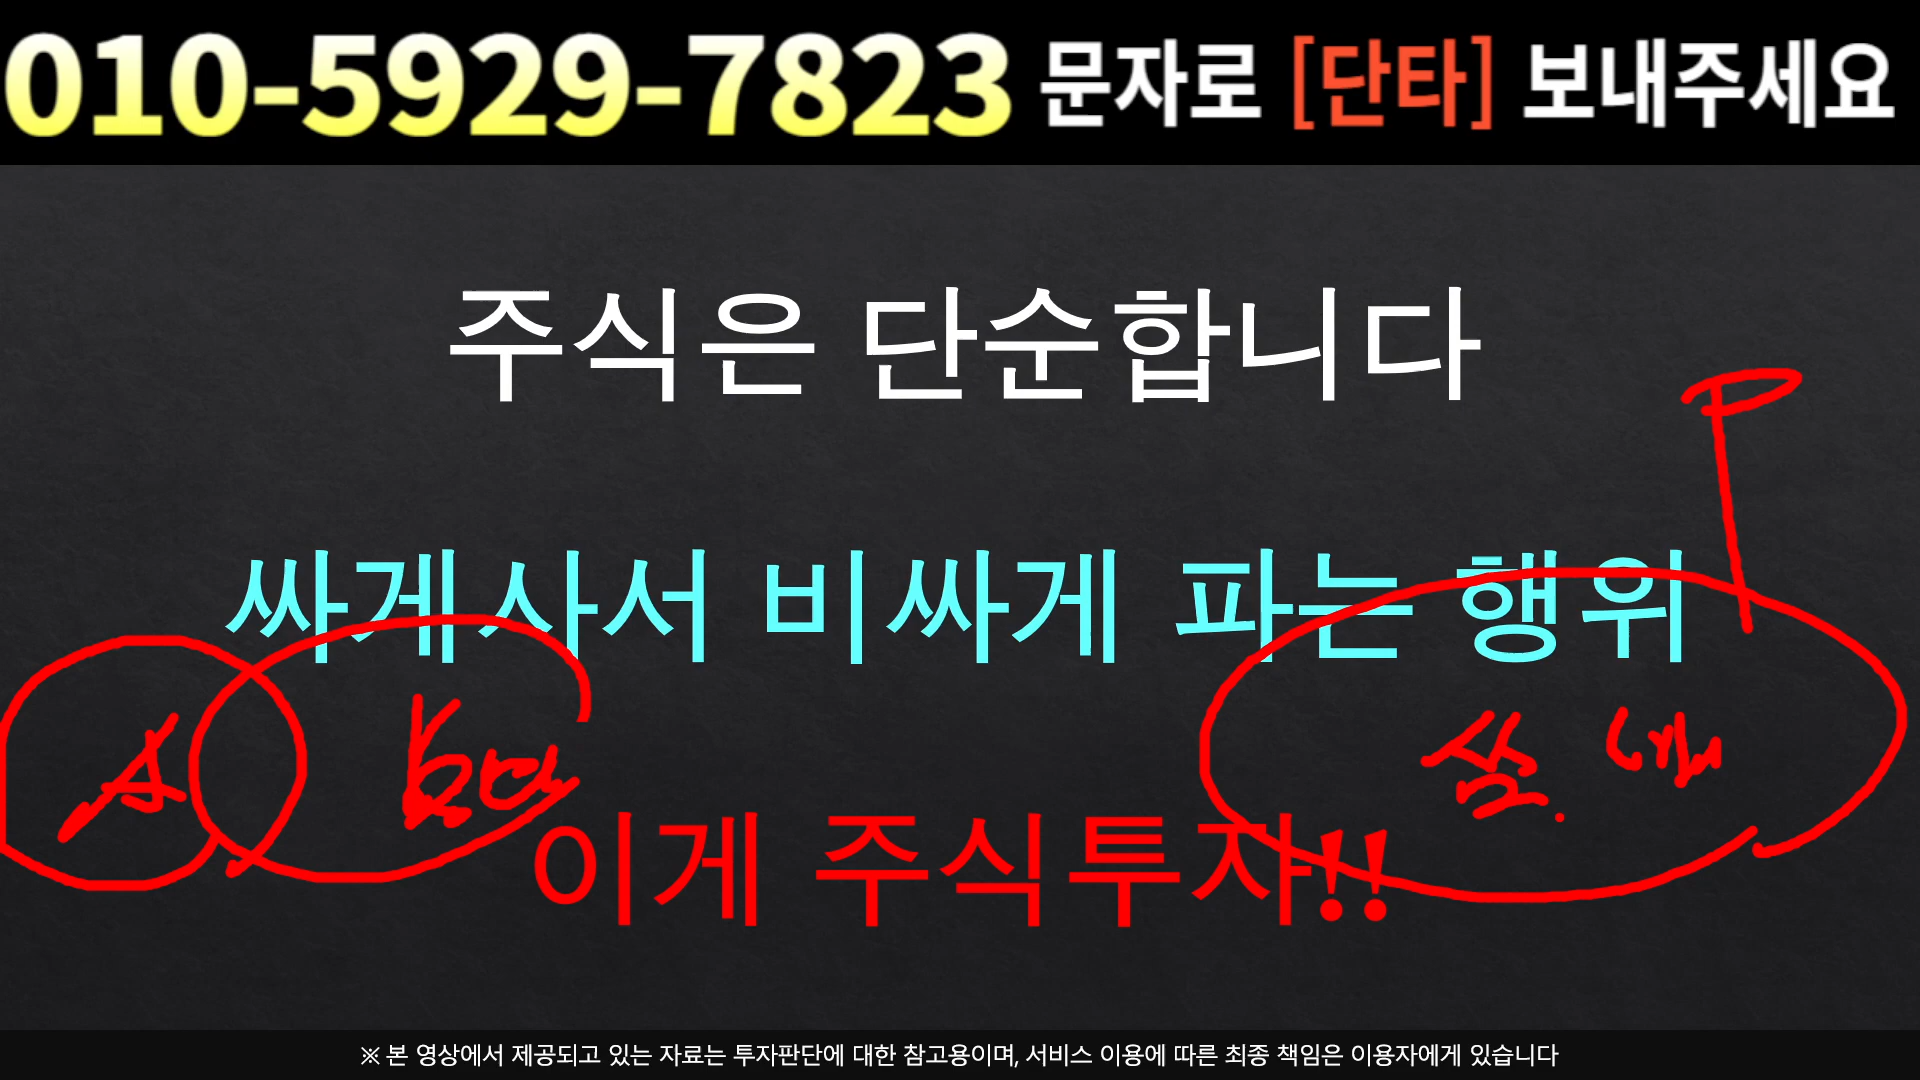 010-5929-7823 문자로 [단타] 보내주세요
주식은 단순합니다
싸게사서 비싸게 파는 행위
이게 주식투자!!
※ 본 영상에서 제공되고 있는 자료는 투자판단에 대한 참고용이며, 서비스 이용에 따른 최종 책임은 이용자에게 있습니다